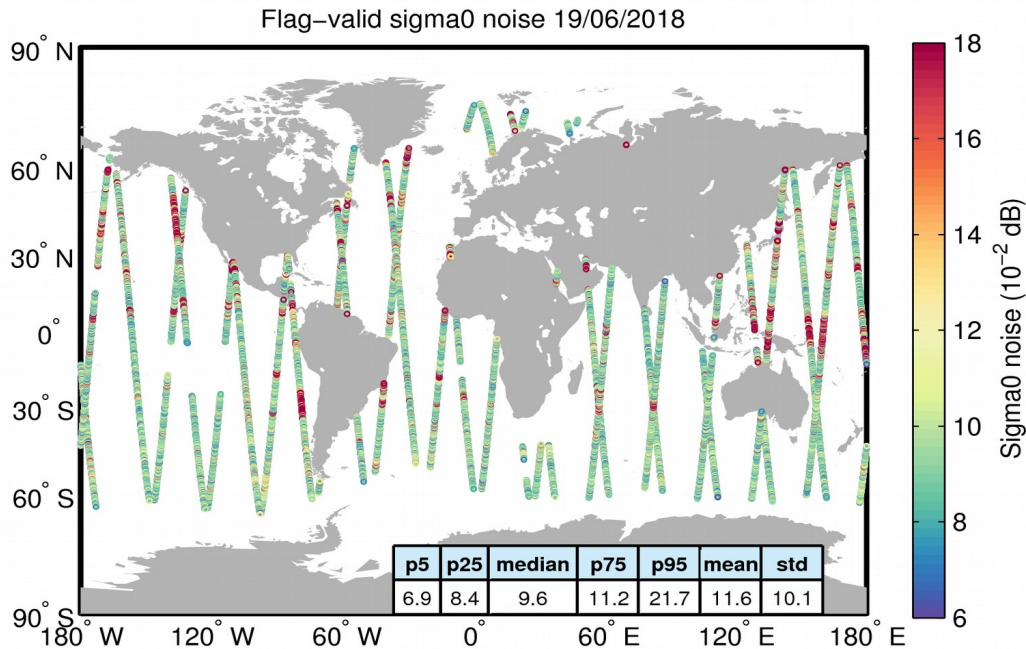 Flag−valid sigma0 noise 19/06/2018
90° N
60° N
30° N
0°
30° S
60° S
90° S
180° W
120° W
60° W
0°
60° E
120° E
180° E
p5 p25 median p75 p95 mean std
6.9 8.4 9.6 11.2 21.7 11.6 10.1
18
16
14
12
10
8
6
Sigma0 noise (10⁻² dB)